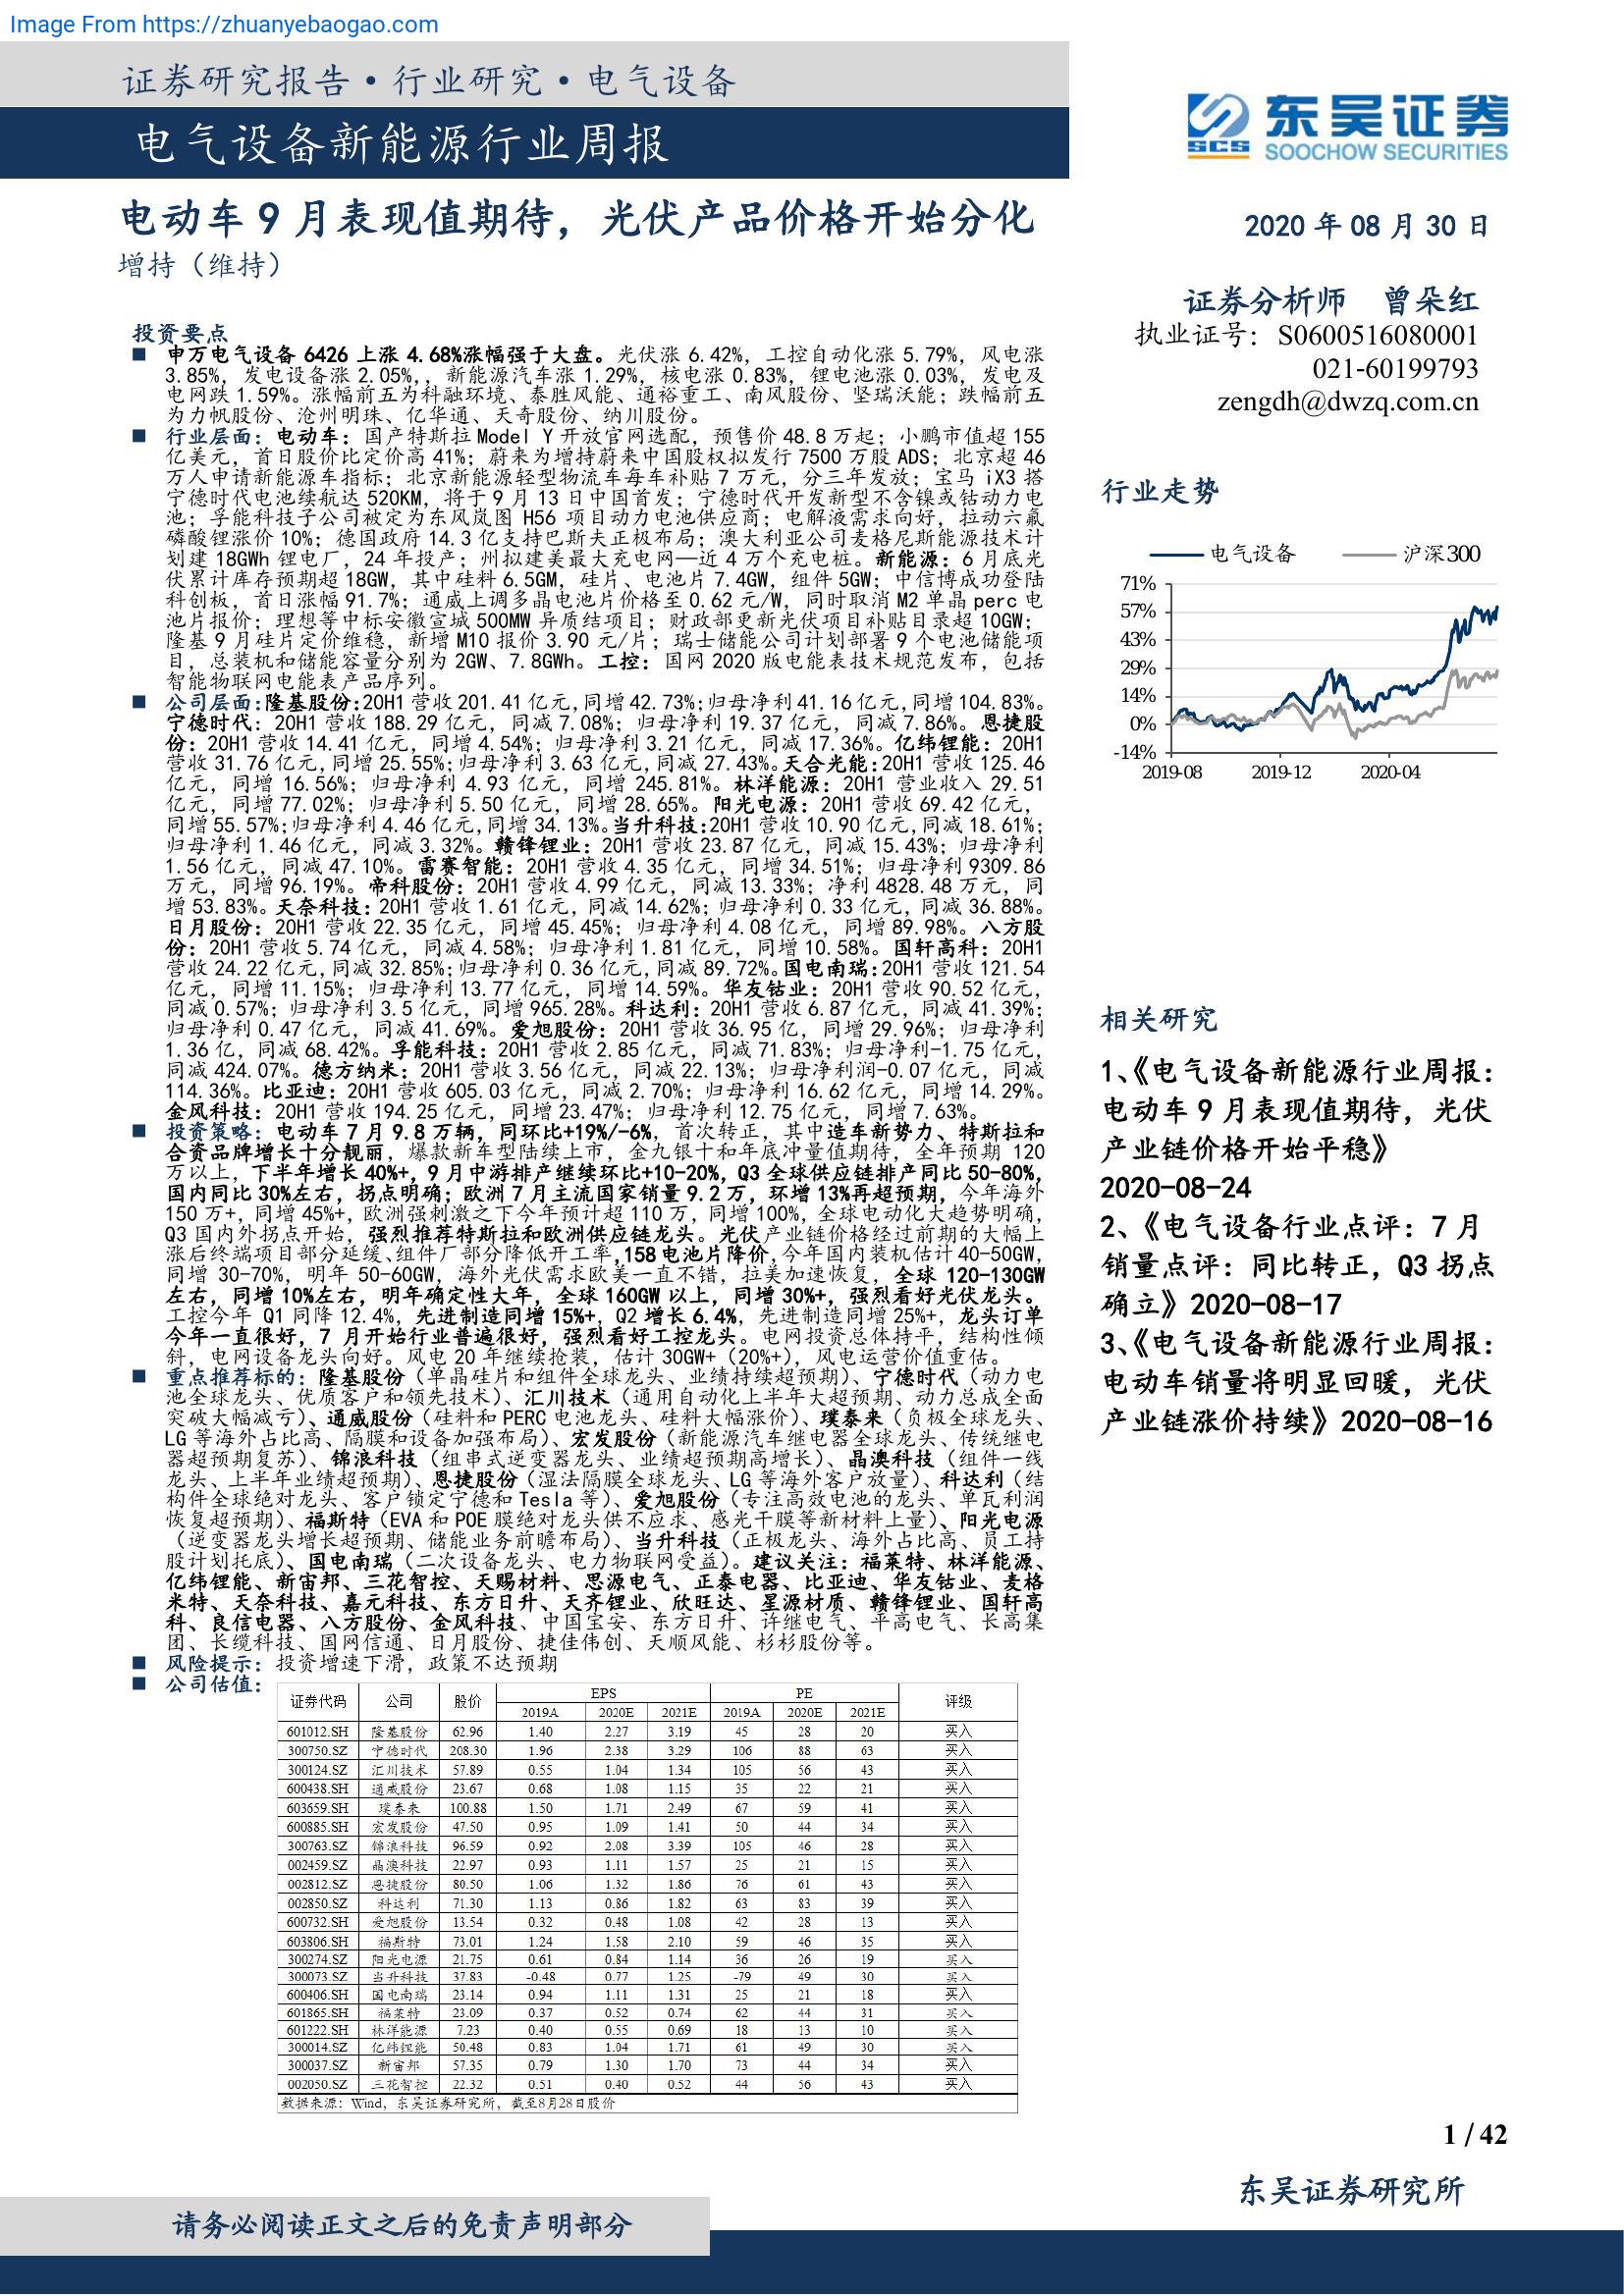 Image From https://zhuanyebaogao.com
证券研究报告·行业研究·电气设备
电气设备新能源行业周报
东吴证券
SCS
SOOCHOW SECURITIES
电动车 9 月表现值期待，光伏产品价格开始分化
增持（维持）
2020 年 08 月 30 日
证券分析师 曾朵红
执业证号：S0600516080001
021-60199793
zengdh@dwzq.com.cn
投资要点
■ 申万电气设备 6426 上涨 4.68%涨幅强于大盘。光伏涨 6.42%，工控自动化涨 5.79%，风电涨
3.85%，发电设备涨 2.05%,，新能源汽车涨 1.29%，核电涨 0.83%，锂电池涨 0.03%，发电及
电网跌 1.59%。涨幅前五为科融环境、泰胜风能、通裕重工、南风股份、坚瑞沃能；跌幅前五
为力帆股份、沧州明珠、亿华通、天奇股份、纳川股份。
■ 行业层面：电动车：国产特斯拉 Model Y 开放官网选配，预售价 48.8 万起；小鹏市值超 155
亿美元，首日股价比定价高 41%；蔚来为增持蔚来中国股权拟发行 7500 万股 ADS；北京超 46
万人申请新能源车指标；北京新能源轻型物流车每车补贴 7 万元，分三年发放；宝马 iX3 搭
宁德时代电池续航达 520KM，将于 9 月 13 日中国首发；宁德时代开发新型不含镍或钴动力电
池；孚能科技子公司被定为东风岚图 H56 项目动力电池供应商；电解液需求向好，拉动六氟
磷酸锂涨价 10%；德国政府 14.3 亿支持巴斯夫正极布局；澳大利亚公司麦格尼斯能源技术计
划建 18GWh 锂电厂，24 年投产；州拟建美最大充电网—近 4 万个充电桩。新能源：6 月底光
伏累计库存预期超 18GW，其中硅料 6.5GM，硅片、电池片 7.4GW，组件 5GW；中信博成功登陆
科创板，首日涨幅 91.7%；通威上调多晶电池片价格至 0.62 元/W，同时取消 M2 单晶 perc 电
池片报价；理想等中标安徽宣城 500MW 异质结项目；财政部更新光伏项目补贴目录超 10GW；
隆基 9 月硅片定价维稳，新增 M10 报价 3.90 元/片；瑞士储能公司计划部署 9 个电池储能项
目，总装机和储能容量分别为 2GW、7.8GWh。工控：国网 2020 版电能表技术规范发布，包括
智能物联网电能表产品序列。
■ 公司层面：隆基股份：20H1 营收 201.41 亿元，同增 42.73%；归母净利 41.16 亿元，同增 104.83%。
宁德时代：20H1 营收 188.29 亿元，同减 7.08%；归母净利 19.37 亿元，同减 7.86%。恩捷股
份：20H1 营收 14.41 亿元，同增 4.54%；归母净利 3.21 亿元，同减 17.36%。亿纬锂能：20H1
营收 31.76 亿元，同增 25.55%；归母净利 3.63 亿元，同减 27.43%。天合光能：20H1 营收 125.46
亿元，同增 16.56%；归母净利 4.93 亿元，同增 245.81%。林洋能源：20H1 营业收入 29.51
亿元，同增 77.02%；归母净利 5.50 亿元，同增 28.65%。阳光电源：20H1 营收 69.42 亿元，
同增 55.57%；归母净利 4.46 亿元，同增 34.13%。当升科技：20H1 营收 10.90 亿元，同减 18.61%；
归母净利 1.46 亿元，同减 3.32%。赣锋锂业：20H1 营收 23.87 亿元，同减 15.43%；归母净利
1.56 亿元，同减 47.10%。雷赛智能：20H1 营收 4.35 亿元，同增 34.51%；归母净利 9309.86
万元，同增 96.19%。帝科股份：20H1 营收 4.99 亿元，同减 13.33%；净利 4828.48 万元，同
增 53.83%。天奈科技：20H1 营收 1.61 亿元，同减 14.62%；归母净利 0.33 亿元，同减 36.88%。
日月股份：20H1 营收 22.35 亿元，同增 45.45%；归母净利 4.08 亿元，同增 89.98%。八方股
份：20H1 营收 5.74 亿元，同减 4.58%；归母净利 1.81 亿元，同增 10.58%。国轩高科：20H1
营收 24.22 亿元，同减 32.85%；归母净利 0.36 亿元，同减 89.72%。国电南瑞：20H1 营收 121.54
亿元，同增 11.15%；归母净利 13.77 亿元，同增 14.59%。华友钴业：20H1 营收 90.52 亿元，
同减 0.57%；归母净利 3.5 亿元，同增 965.28%。科达利：20H1 营收 6.87 亿元，同减 41.39%；
归母净利 0.47 亿元，同减 41.69%。爱旭股份：20H1 营收 36.95 亿，同增 29.96%；归母净利
1.36 亿，同减 68.42%。孚能科技：20H1 营收 2.85 亿元，同减 71.83%；归母净利-1.75 亿元，
同减 424.07%。德方纳米：20H1 营收 3.56 亿元，同减 22.13%；归母净利润-0.07 亿元，同减
114.36%。比亚迪：20H1 营收 605.03 亿元，同减 2.70%；归母净利 16.62 亿元，同增 14.29%。
金风科技：20H1 营收 194.25 亿元，同增 23.47%；归母净利 12.75 亿元，同增 7.63%。
■ 投资策略：电动车 7 月 9.8 万辆，同环比+19%/-6%，首次转正，其中造车新势力、特斯拉和
合资品牌增长十分靓丽，爆款新车型陆续上市，金九银十和年底冲量值期待，全年预期 120
万以上，下半年增长 40%+，9 月中游排产继续环比+10-20%，Q3 全球供应链排产同比 50-80%，
国内同比 30%左右，拐点明确；欧洲 7 月主流国家销量 9.2 万，环增 13%再超预期，今年海外
150 万+，同增 45%+，欧洲强刺激之下今年预计超 110 万，同增 100%，全球电动化大趋势明确，
Q3 国内外拐点开始，强烈推荐特斯拉和欧洲供应链龙头。光伏产业链价格经过前期的大幅上
涨后终端项目部分延缓、组件厂部分降低开工率，158 电池片降价，今年国内装机估计 40-50GW，
同增 30-70%，明年 50-60GW，海外光伏需求欧美一直不错，拉美加速恢复，全球 120-130GW
左右，同增 10%左右，明年确定性大年，全球 160GW 以上，同增 30%+，强烈看好光伏龙头。
工控今年 Q1 同降 12.4%，先进制造同增 15%+，Q2 增长 6.4%，先进制造同增 25%+，龙头订单
今年一直很好，7 月开始行业普遍很好，强烈看好工控龙头。电网投资总体持平，结构性倾
斜，电网设备龙头向好。风电 20 年继续抢装，估计 30GW+（20%+），风电运营价值重估。
■ 重点推荐标的：隆基股份（单晶硅片和组件全球龙头、业绩持续超预期）、宁德时代（动力电
池全球龙头、优质客户和领先技术）、汇川技术（通用自动化上半年大超预期、动力总成全面
突破大幅减亏）、通威股份（硅料和 PERC 电池龙头、硅料大幅涨价）、璞泰来（负极全球龙头、
LG 等海外占比高、隔膜和设备加强布局）、宏发股份（新能源汽车继电器全球龙头、传统继电
器超预期复苏）、锦浪科技（组串式逆变器龙头、业绩超预期高增长）、晶澳科技（组件一线
龙头、上半年业绩超预期）、恩捷股份（湿法隔膜全球龙头、LG 等海外客户放量）、科达利（结
构件全球绝对龙头、客户锁定宁德和 Tesla 等）、爱旭股份（专注高效电池的龙头、单瓦利润
恢复超预期）、福斯特（EVA 和 POE 膜绝对龙头供不应求、感光干膜等新材料上量）、阳光电源
（逆变器龙头增长超预期、储能业务前瞻布局）、当升科技（正极龙头、海外占比高、员工持
股计划托底）、国电南瑞（二次设备龙头、电力物联网受益）。建议关注：福莱特、林洋能源、
亿纬锂能、新宙邦、三花智控、天赐材料、思源电气、正泰电器、比亚迪、华友钴业、麦格
米特、天奈科技、嘉元科技、东方日升、天齐锂业、欣旺达、星源材质、赣锋锂业、国轩高
科、良信电器、八方股份、金风科技、中国宝安、东方日升、许继电气、平高电气、长高集
团、长缆科技、国网信通、日月股份、捷佳伟创、天顺风能、杉杉股份等。
■ 风险提示：投资增速下滑，政策不达预期
■ 公司估值：
证券代码 公司 股价 EPS PE 评级
2019A 2020E 2021E 2019A 2020E 2021E
601012.SH 隆基股份 62.96 1.40 2.27 3.19 45 28 20 买入
300750.SZ 宁德时代 208.30 1.96 2.38 3.29 106 88 63 买入
300124.SZ 汇川技术 57.89 0.55 1.04 1.34 105 56 43 买入
600438.SH 通威股份 23.67 0.68 1.08 1.15 35 22 21 买入
603659.SH 璞泰来 100.88 1.50 1.71 2.49 67 59 41 买入
600885.SH 宏发股份 47.50 0.95 1.09 1.41 50 44 34 买入
300763.SZ 锦浪科技 96.59 0.92 2.08 3.39 105 46 28 买入
002459.SZ 晶澳科技 22.97 0.93 1.11 1.57 25 21 15 买入
002812.SZ 恩捷股份 80.50 1.06 1.32 1.86 76 61 43 买入
002850.SZ 科达利 71.30 1.13 0.86 1.82 63 83 39 买入
600732.SH 爱旭股份 13.54 0.32 0.48 1.08 42 28 13 买入
603806.SH 福斯特 73.01 1.24 1.58 2.10 59 46 35 买入
300274.SZ 阳光电源 21.75 0.61 0.84 1.14 36 26 19 买入
300073.SZ 当升科技 37.83 -0.48 0.77 1.25 -79 49 30 买入
600406.SH 国电南瑞 23.14 0.94 1.11 1.31 25 21 18 买入
601865.SH 福莱特 23.09 0.37 0.52 0.74 62 44 31 买入
601222.SH 林洋能源 7.23 0.40 0.55 0.69 18 13 10 买入
300014.SZ 亿纬锂能 50.48 0.83 1.04 1.71 61 49 30 买入
300037.SZ 新宙邦 57.35 0.79 1.30 1.70 73 44 34 买入
002050.SZ 三花智控 22.32 0.51 0.40 0.52 44 56 43 买入
数据来源：Wind，东吴证券研究所，截至8月28日股价
行业走势
电气设备 沪深300
71%
57%
43%
29%
14%
0%
-14%
2019-08 2019-12 2020-04
相关研究
1、《电气设备新能源行业周报：
电动车 9 月表现值期待，光伏
产业链价格开始平稳》
2020-08-24
2、《电气设备行业点评：7 月
销量点评：同比转正，Q3 拐点
确立》2020-08-17
3、《电气设备新能源行业周报：
电动车销量将明显回暖，光伏
产业链涨价持续》2020-08-16
1 / 42
东吴证券研究所
请务必阅读正文之后的免责声明部分